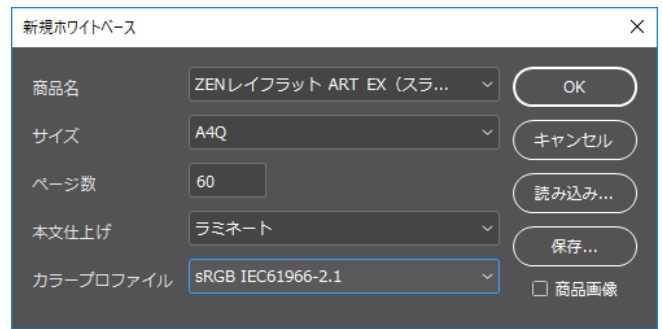 新規ホワイトベース
商品名 ZENレイフラット ART EX（スラ... OK
サイズ A4Q キャンセル
ページ数 60 読み込み...
本文仕上げ ラミネート 保存...
カラープロファイル sRGB IEC61966-2.1 商品画像